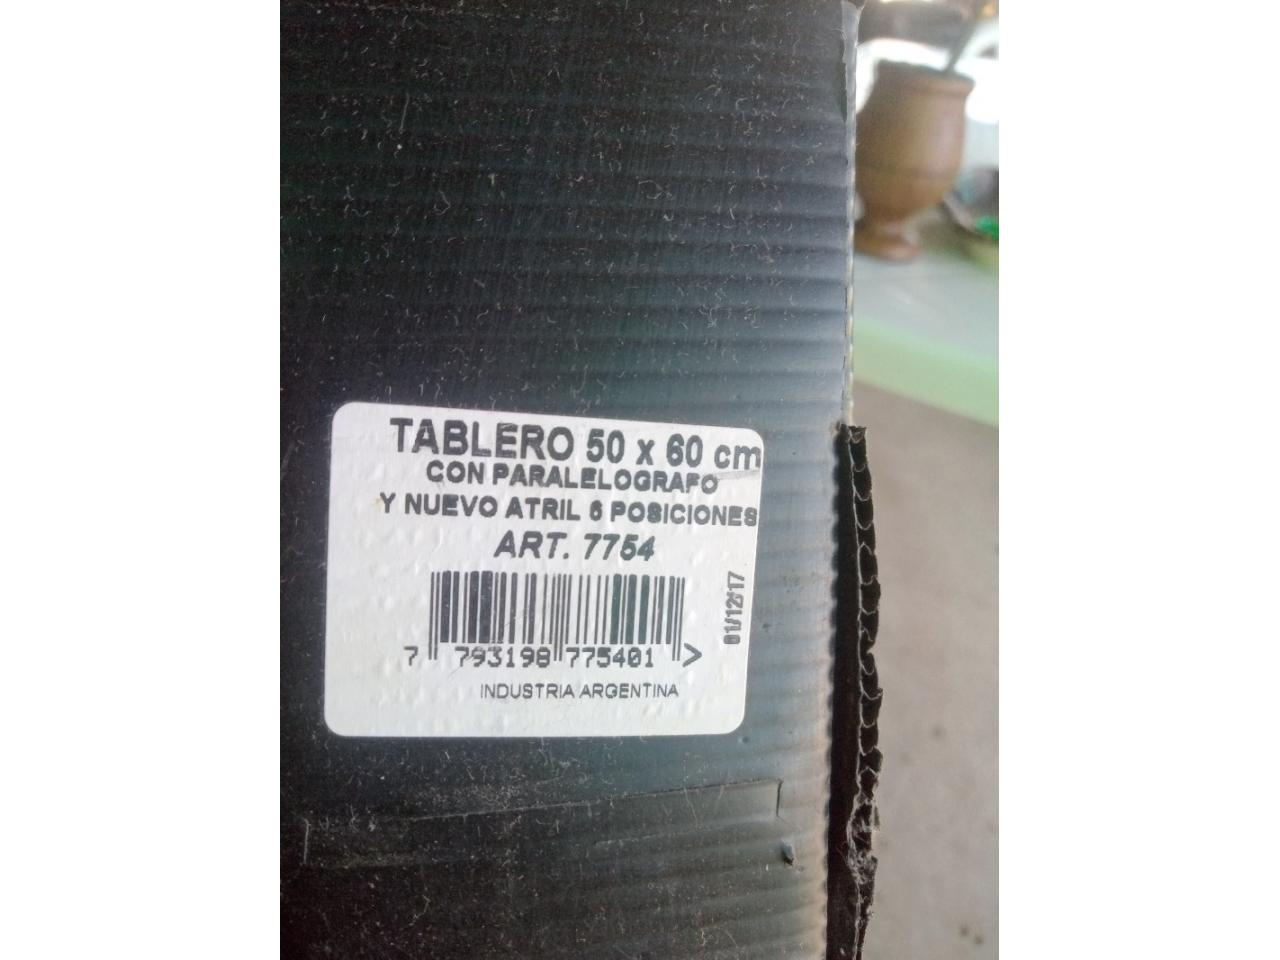 TABLERO 50 x 60 cm
CON PARALELOGRAFO
Y NUEVO ATRIL 6 POSICIONES
ART. 7754
01/12/17
7 793198 775401 >
INDUSTRIA ARGENTINA